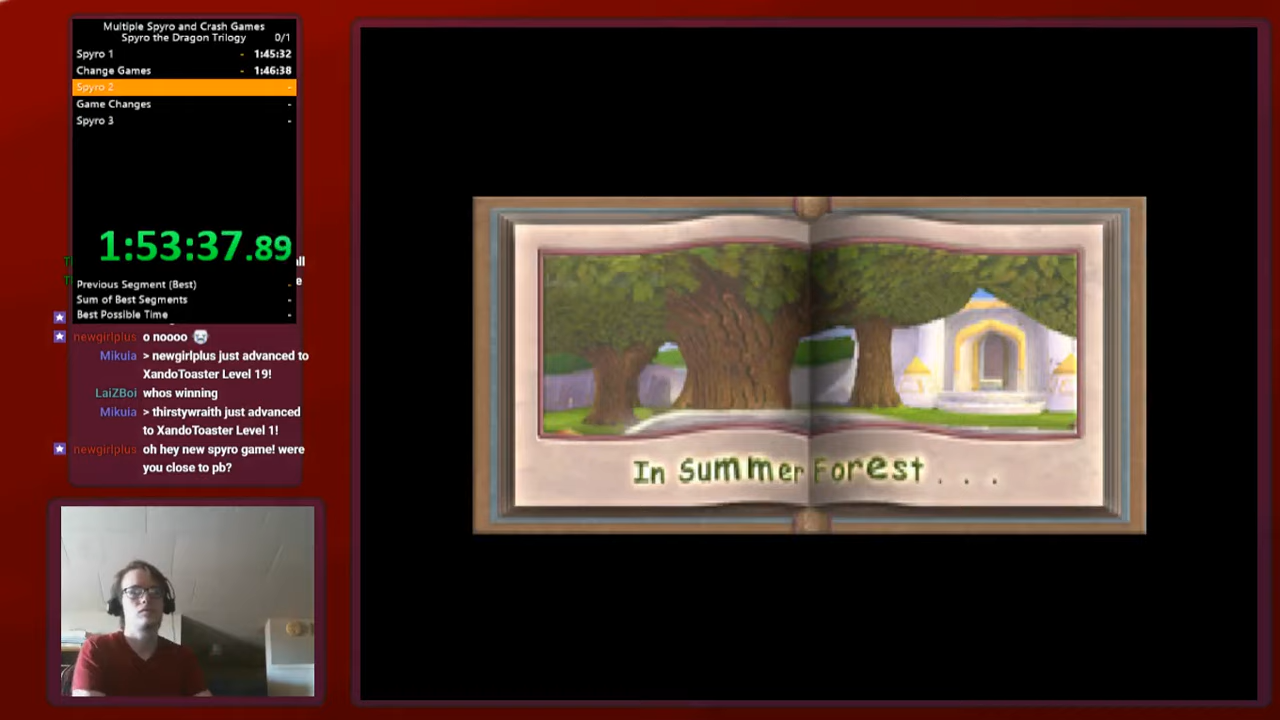 Multiple Spyro and Crash Games
Spyro the Dragon Trilogy 0/1
Spyro 1 - 1:45:32
Change Games - 1:46:38
Spyro 2 -
Game Changes -
Spyro 3 -
1:53:37.89
all
e
Previous Segment (Best) -
Sum of Best Segments -
Best Possible Time -
newgirlplus o noooo
Mikuia > newgirlplus just advanced to
XandoToaster Level 19!
LaiZBoi whos winning
Mikuia > thirstywraith just advanced
to XandoToaster Level 1!
newgirlplus oh hey new spyro game! were
you close to pb?
In Summer Forest . . .